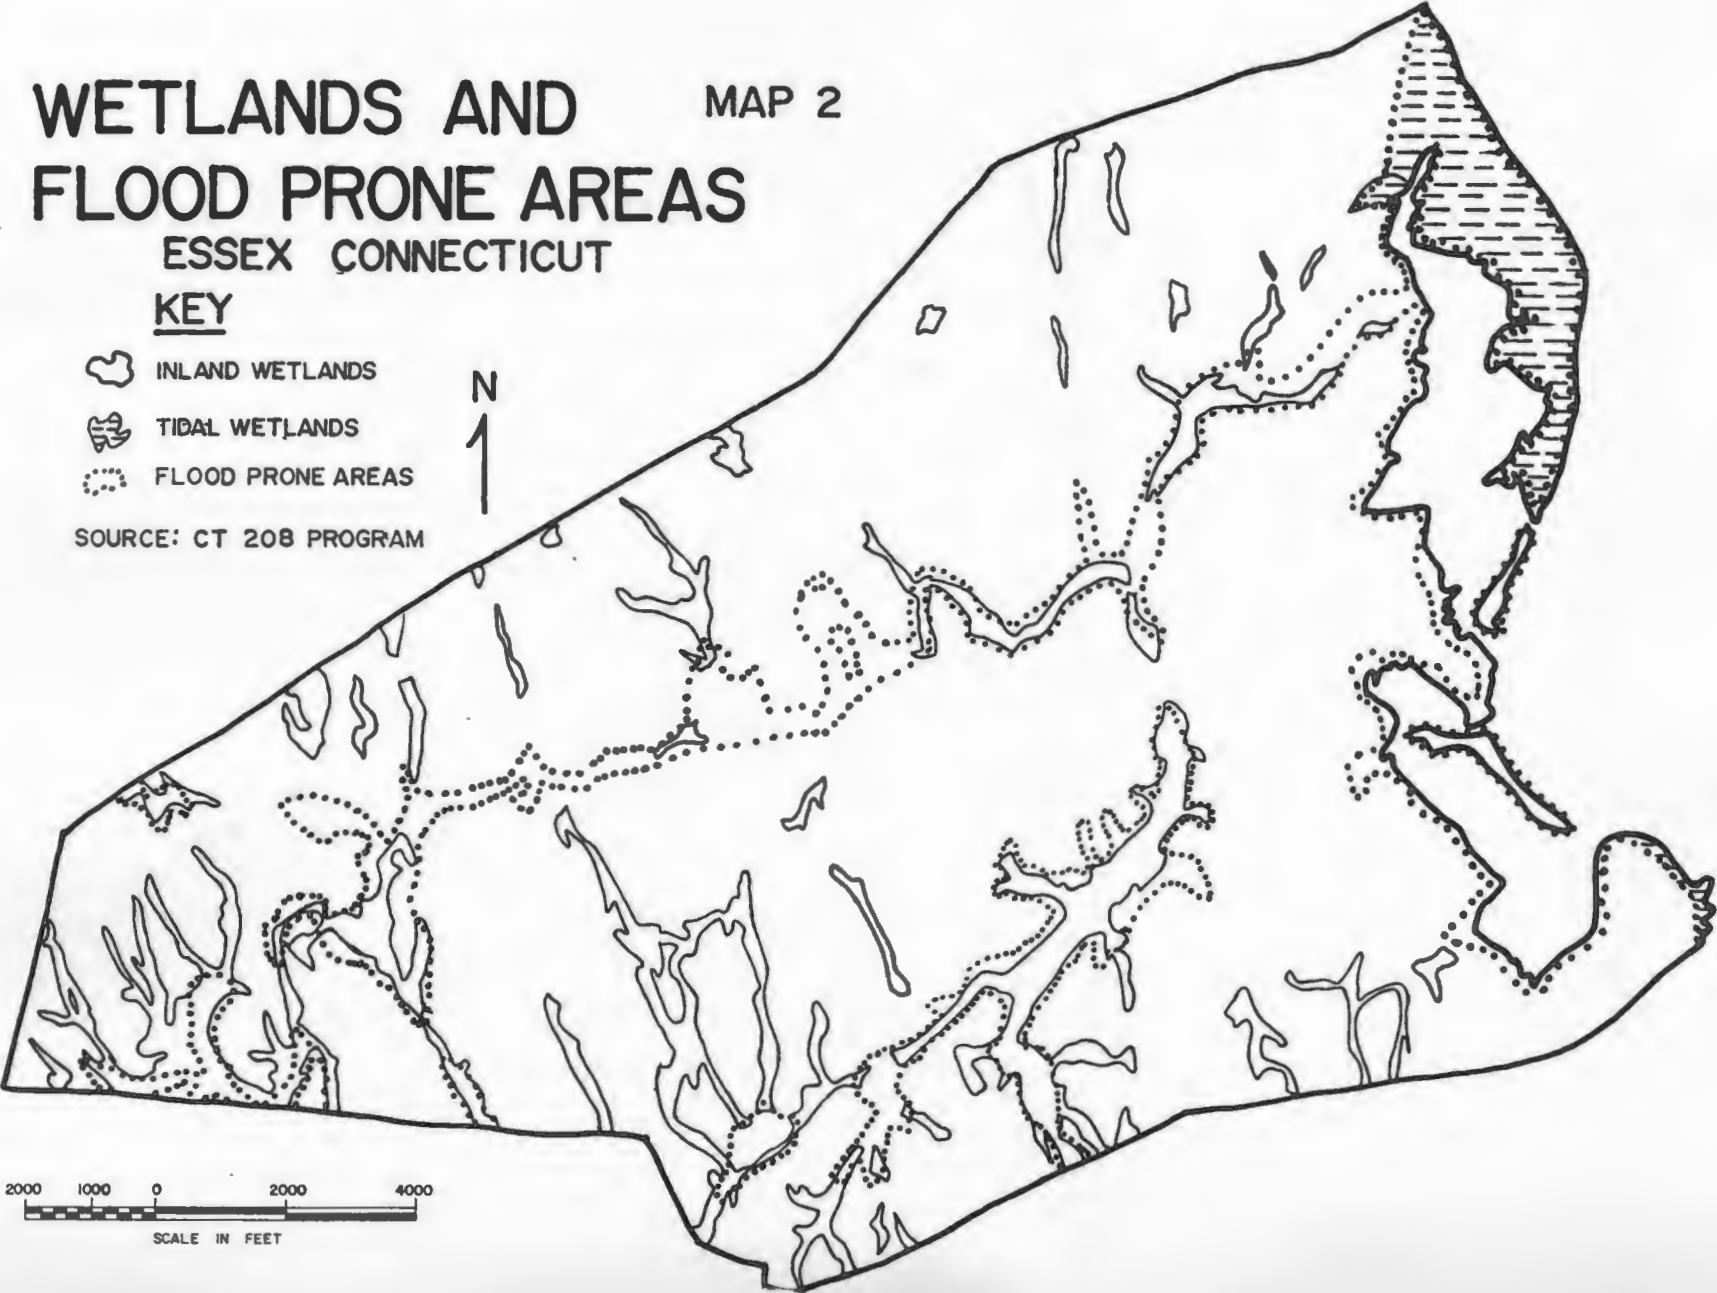 WETLANDS AND
FLOOD PRONE AREAS
ESSEX CONNECTICUT
MAP 2
KEY
INLAND WETLANDS
TIDAL WETLANDS
FLOOD PRONE AREAS
SOURCE: CT 208 PROGRAM
N
2000 1000 0 2000 4000
SCALE IN FEET